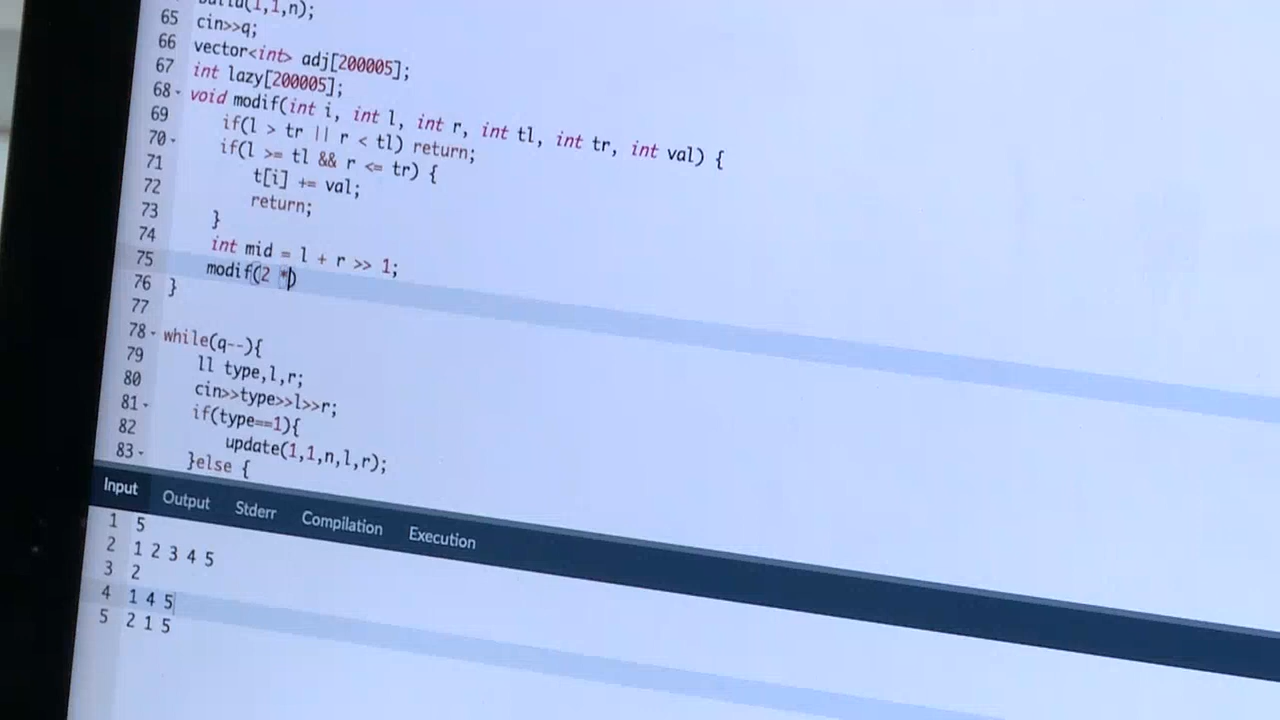 build(1,1,n);
65 cin>>q;
66 vector<int> adj[200005];
67 int lazy[200005];
68 void modif(int i, int l, int r, int tl, int tr, int val) {
69 if(l > tr || r < tl) return;
70 if(l >= tl && r <= tr) {
71 t[i] += val;
72 return;
73 }
74 int mid = l + r >> 1;
75 modif(2 *)
76 }
77
78 while(q--){
79 ll type,l,r;
80 cin>>type>>l>>r;
81 if(type==1){
82 update(1,1,n,l,r);
83 }else {
Input Output Stderr Compilation Execution
1 5
2 1 2 3 4 5
3 2
4 1 4 5
5 2 1 5